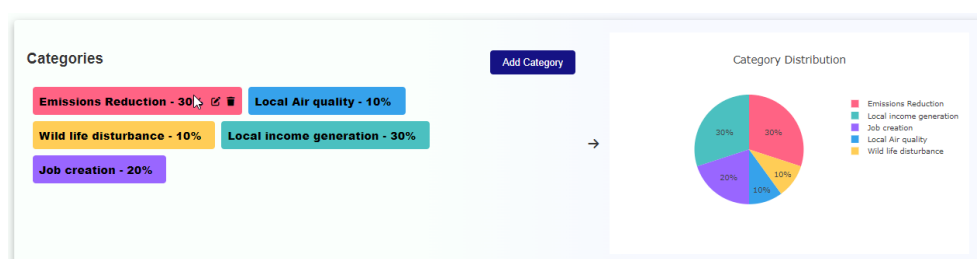 Categories
Add Category
Emissions Reduction - 30%
Local Air quality - 10%
Wild life disturbance - 10%
Local income generation - 30%
Job creation - 20%
Category Distribution
30%
30%
20%
10%
10%
Emissions Reduction
Local income generation
Job creation
Local Air quality
Wild life disturbance